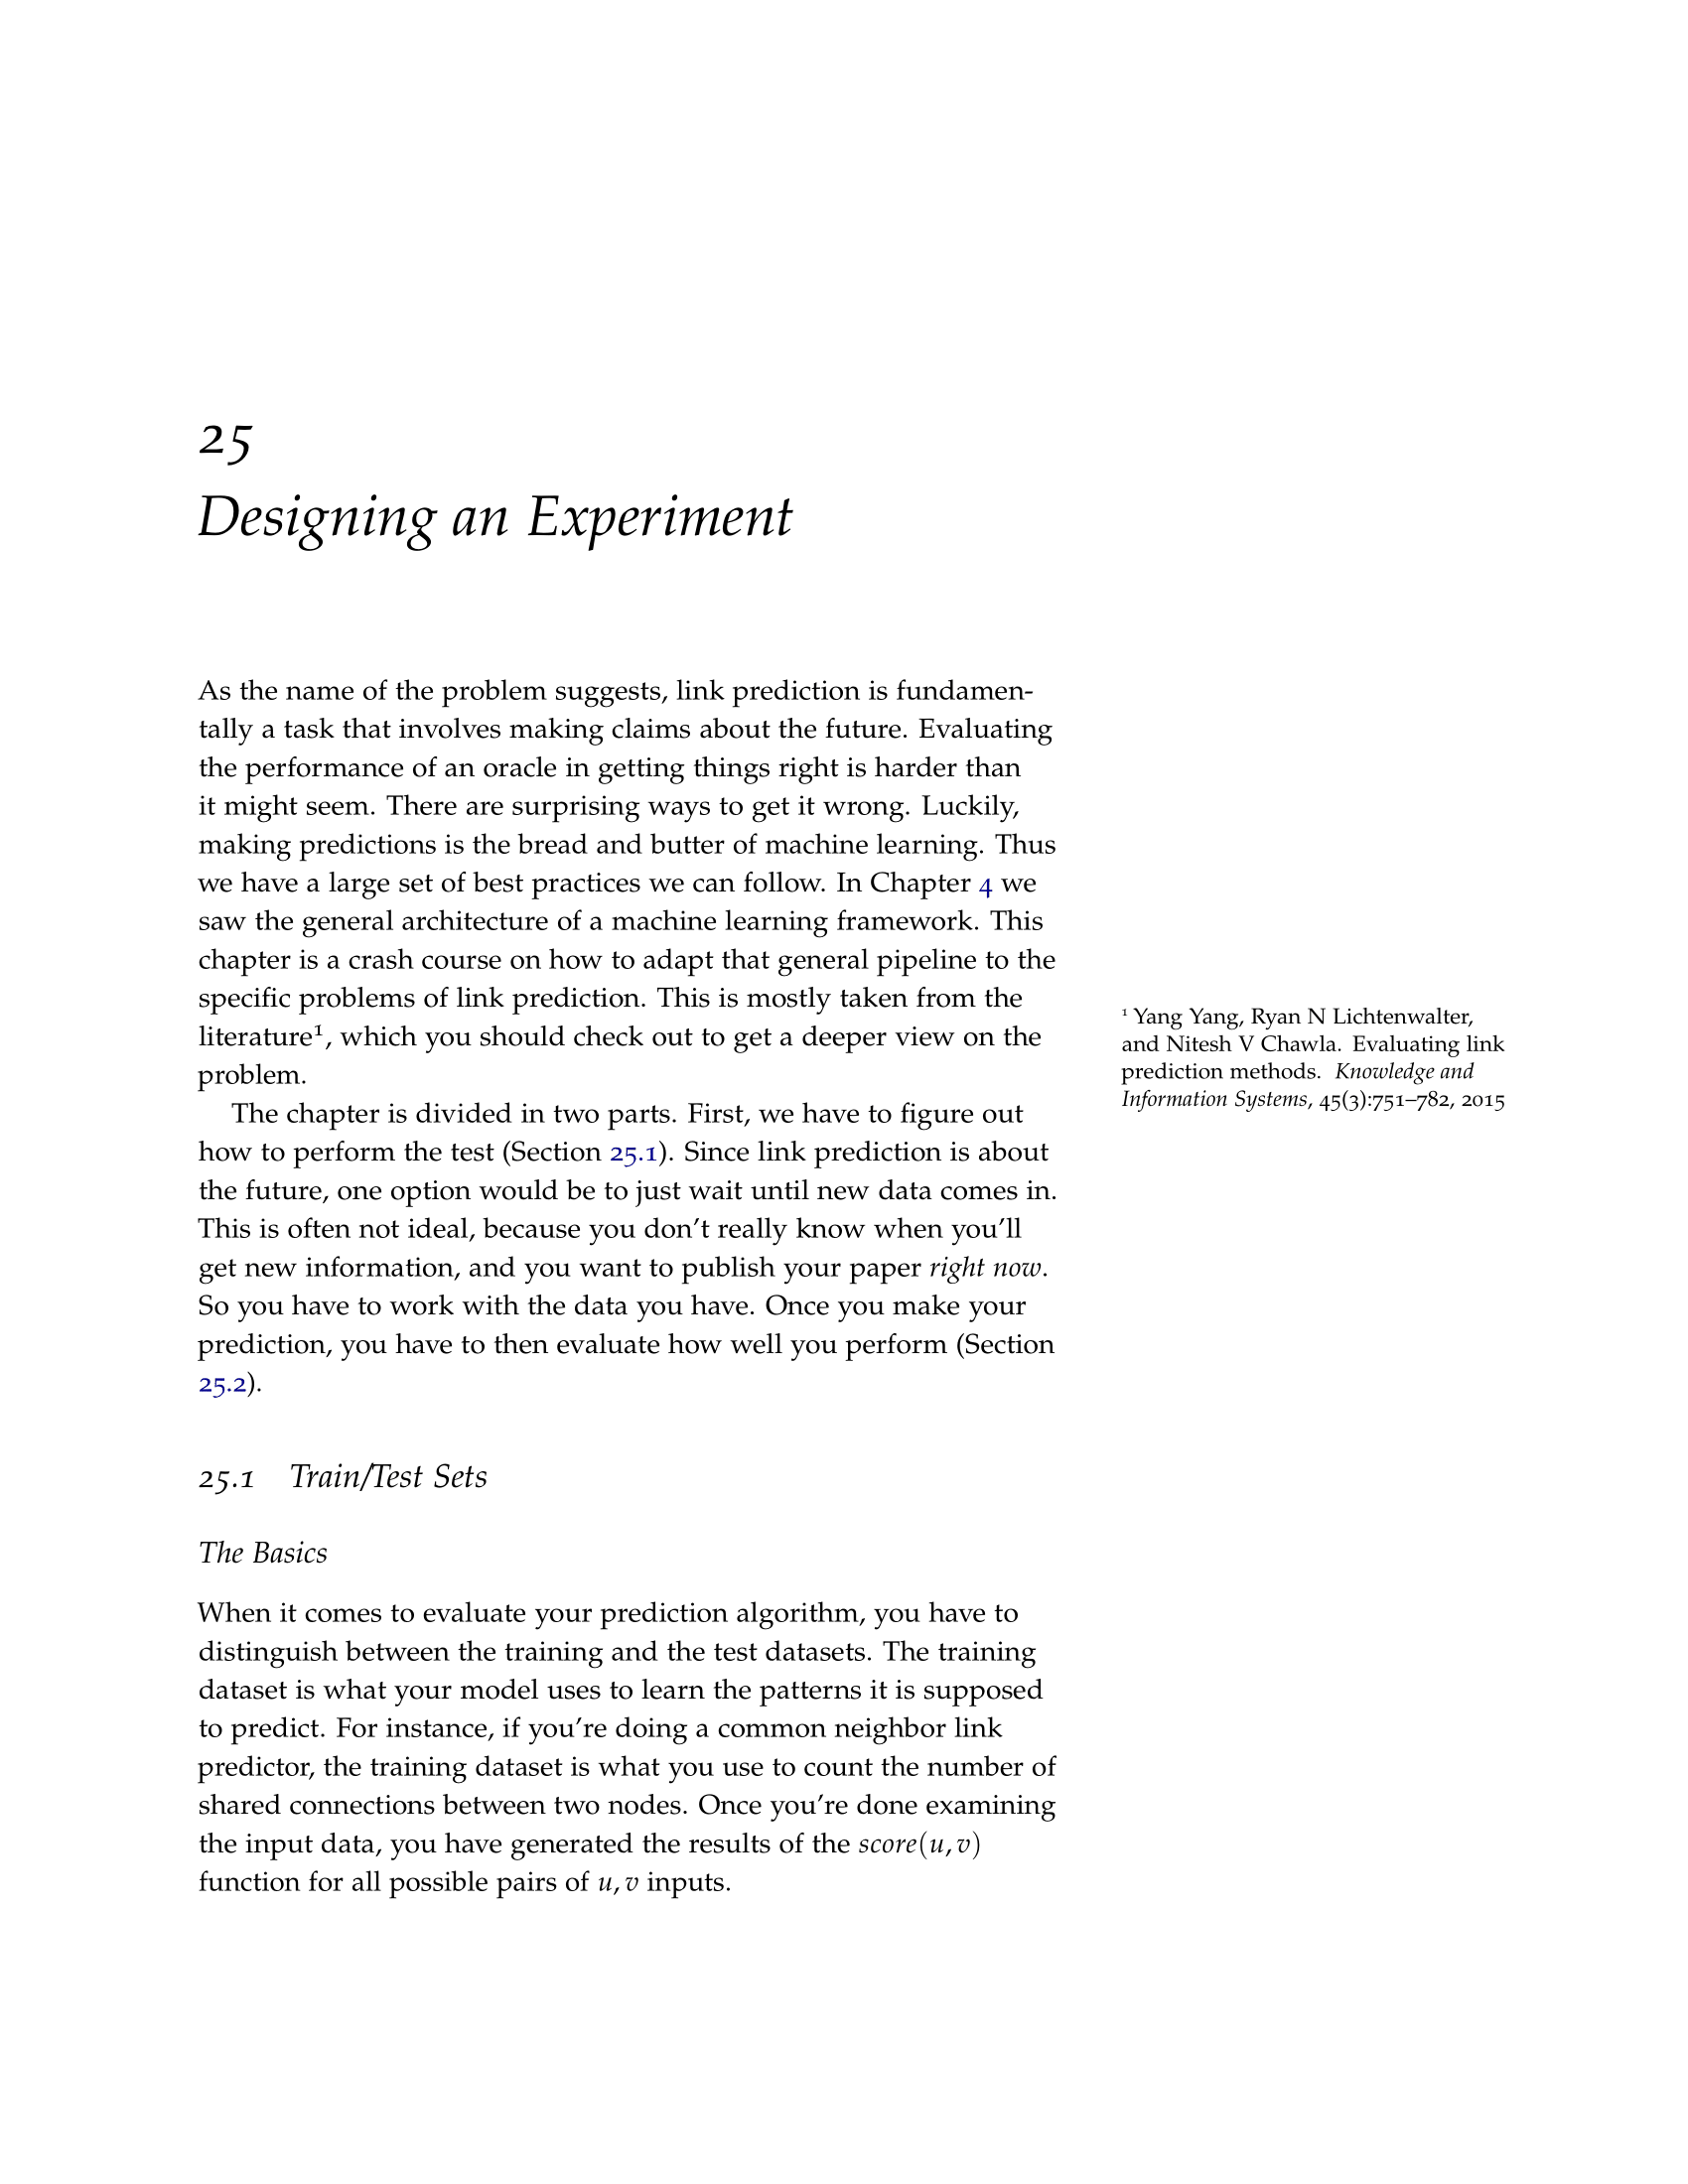 25
Designing an Experiment
As the name of the problem suggests, link prediction is fundamen-
tally a task that involves making claims about the future. Evaluating
the performance of an oracle in getting things right is harder than
it might seem. There are surprising ways to get it wrong. Luckily,
making predictions is the bread and butter of machine learning. Thus
we have a large set of best practices we can follow. In Chapter 4 we
saw the general architecture of a machine learning framework. This
chapter is a crash course on how to adapt that general pipeline to the
specific problems of link prediction. This is mostly taken from the
literature¹, which you should check out to get a deeper view on the
problem.
¹ Yang Yang, Ryan N Lichtenwalter,
and Nitesh V Chawla. Evaluating link
prediction methods. Knowledge and
Information Systems, 45(3):751–782, 2015
The chapter is divided in two parts. First, we have to figure out
how to perform the test (Section 25.1). Since link prediction is about
the future, one option would be to just wait until new data comes in.
This is often not ideal, because you don’t really know when you’ll
get new information, and you want to publish your paper right now.
So you have to work with the data you have. Once you make your
prediction, you have to then evaluate how well you perform (Section
25.2).
25.1 Train/Test Sets
The Basics
When it comes to evaluate your prediction algorithm, you have to
distinguish between the training and the test datasets. The training
dataset is what your model uses to learn the patterns it is supposed
to predict. For instance, if you’re doing a common neighbor link
predictor, the training dataset is what you use to count the number of
shared connections between two nodes. Once you’re done examining
the input data, you have generated the results of the score(u, v)
function for all possible pairs of u, v inputs.